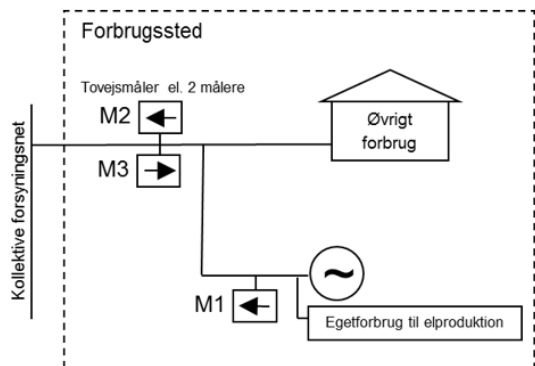 Forbrugssted
Tovejsmåler el. 2 målere
M2
M3
Øvrigt
forbrug
Kollektive forsyningsnet
~
M1
Egetforbrug til elproduktion